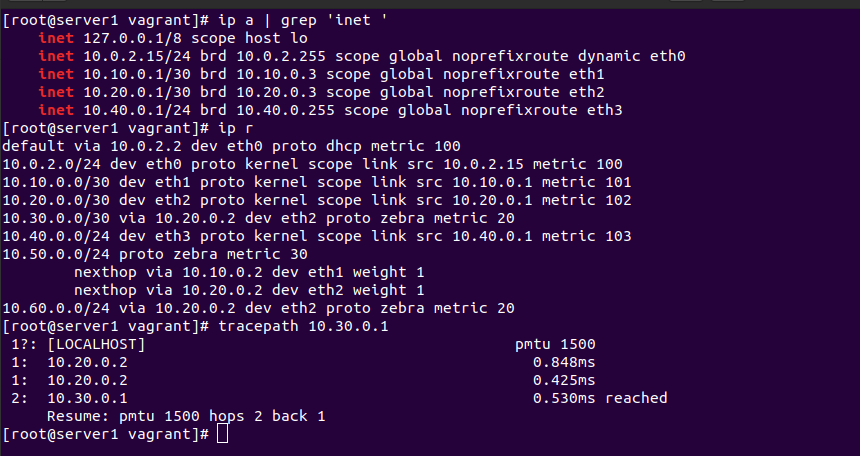 [root@server1 vagrant]# ip a | grep 'inet '
    inet 127.0.0.1/8 scope host lo
    inet 10.0.2.15/24 brd 10.0.2.255 scope global noprefixroute dynamic eth0
    inet 10.10.0.1/30 brd 10.10.0.3 scope global noprefixroute eth1
    inet 10.20.0.1/30 brd 10.20.0.3 scope global noprefixroute eth2
    inet 10.40.0.1/24 brd 10.40.0.255 scope global noprefixroute eth3
[root@server1 vagrant]# ip r
default via 10.0.2.2 dev eth0 proto dhcp metric 100
10.0.2.0/24 dev eth0 proto kernel scope link src 10.0.2.15 metric 100
10.10.0.0/30 dev eth1 proto kernel scope link src 10.10.0.1 metric 101
10.20.0.0/30 dev eth2 proto kernel scope link src 10.20.0.1 metric 102
10.30.0.0/30 via 10.20.0.2 dev eth2 proto zebra metric 20
10.40.0.0/24 dev eth3 proto kernel scope link src 10.40.0.1 metric 103
10.50.0.0/24 proto zebra metric 30
        nexthop via 10.10.0.2 dev eth1 weight 1
        nexthop via 10.20.0.2 dev eth2 weight 1
10.60.0.0/24 via 10.20.0.2 dev eth2 proto zebra metric 20
[root@server1 vagrant]# tracepath 10.30.0.1
 1?: [LOCALHOST]                                         pmtu 1500
 1:  10.20.0.2                                             0.848ms
 1:  10.20.0.2                                             0.425ms
 2:  10.30.0.1                                             0.530ms reached
     Resume: pmtu 1500 hops 2 back 1
[root@server1 vagrant]#